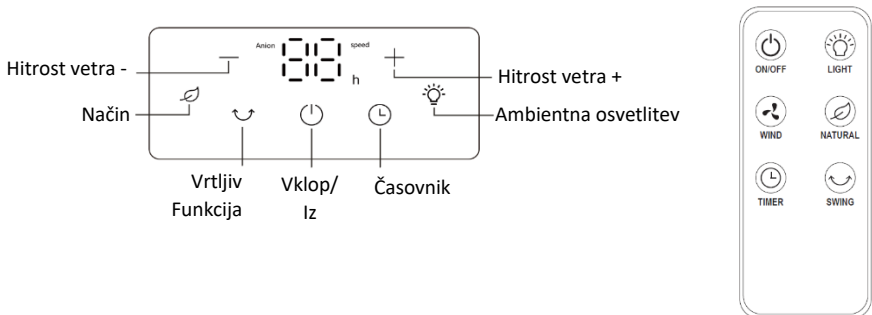 Anion 88 speed
h
Hitrost vetra -
Hitrost vetra +
Način
Ambientna osvetlitev
Vrtljiv
Funkcija
Vklop/
Iz
Časovnik
ON/OFF
LIGHT
WIND
NATURAL
TIMER
SWING